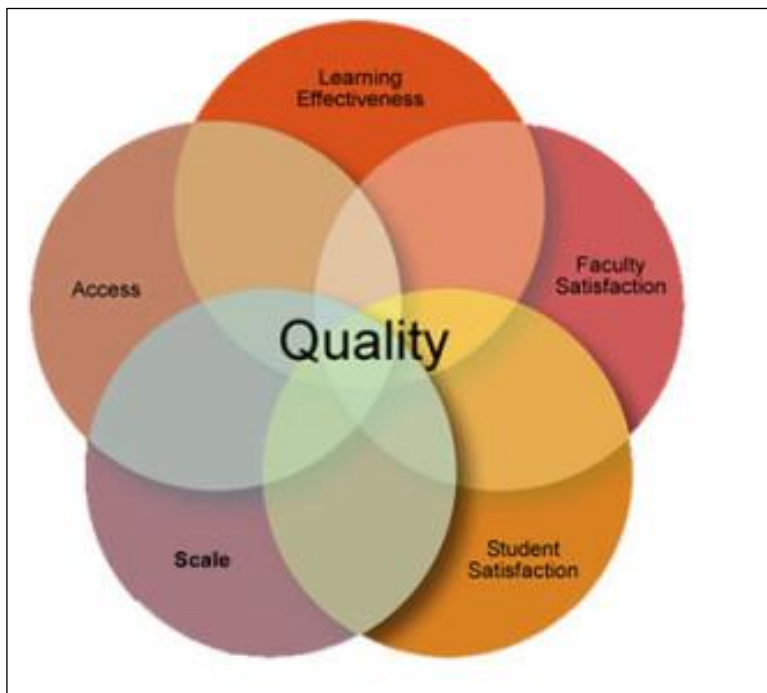 Learning
Effectiveness
Faculty
Satisfaction
Access
Quality
Scale
Student
Satisfaction